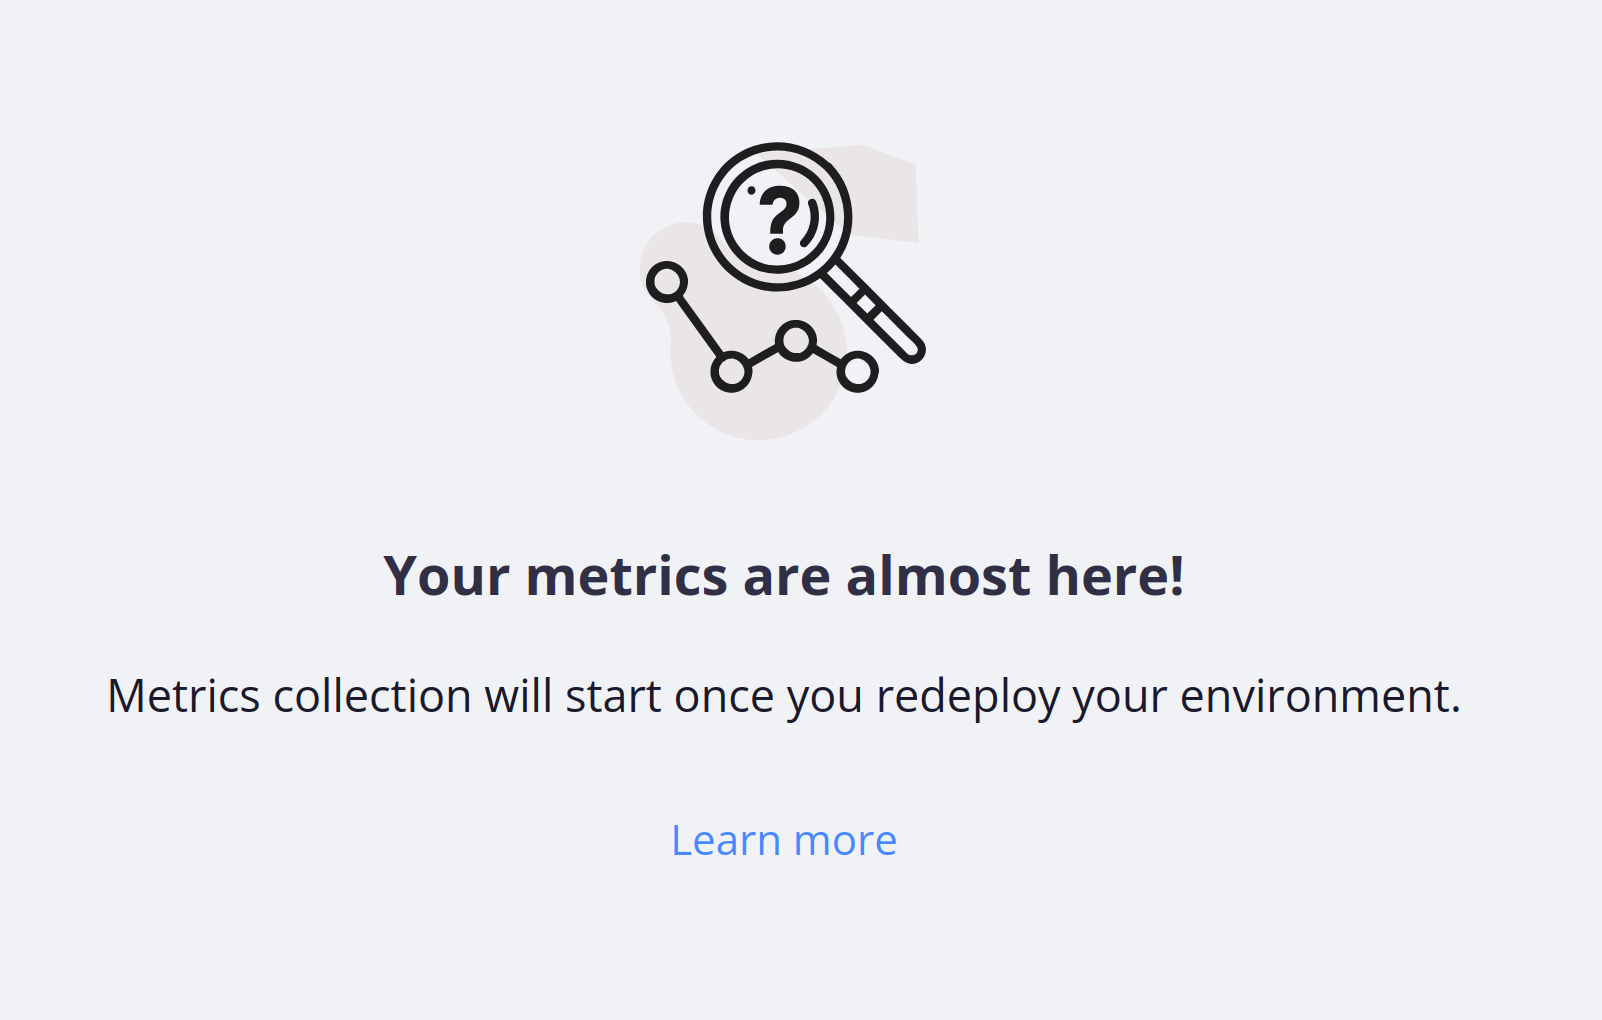 ?
Your metrics are almost here!
Metrics collection will start once you redeploy your environment.
Learn more